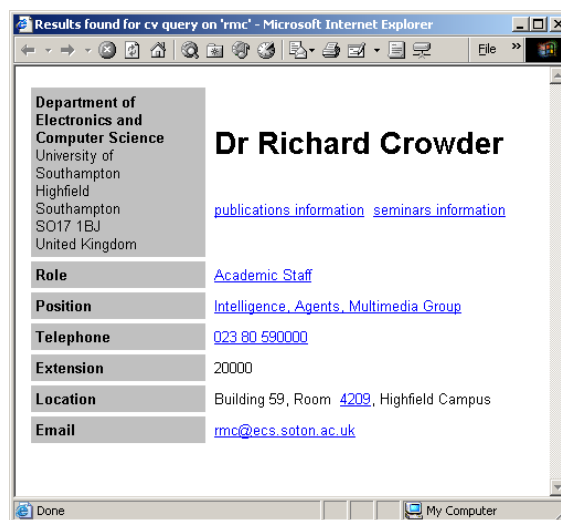 Results found for cv query on 'rmc' - Microsoft Internet Explorer
File »
Department of
Electronics and
Computer Science
University of
Southampton
Highfield
Southampton
SO17 1BJ
United Kingdom
Dr Richard Crowder
publications information seminars information
Role Academic Staff
Position Intelligence, Agents, Multimedia Group
Telephone 023 80 590000
Extension 20000
Location Building 59, Room 4209, Highfield Campus
Email rmc@ecs.soton.ac.uk
Done My Computer